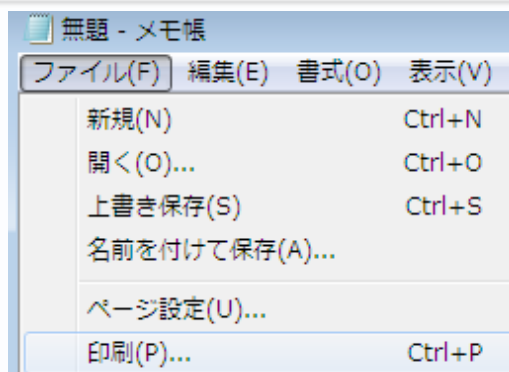 無題 - メモ帳
ファイル(F) 編集(E) 書式(O) 表示(V)
新規(N) Ctrl+N
開く(O)... Ctrl+O
上書き保存(S) Ctrl+S
名前を付けて保存(A)...
ページ設定(U)...
印刷(P)... Ctrl+P